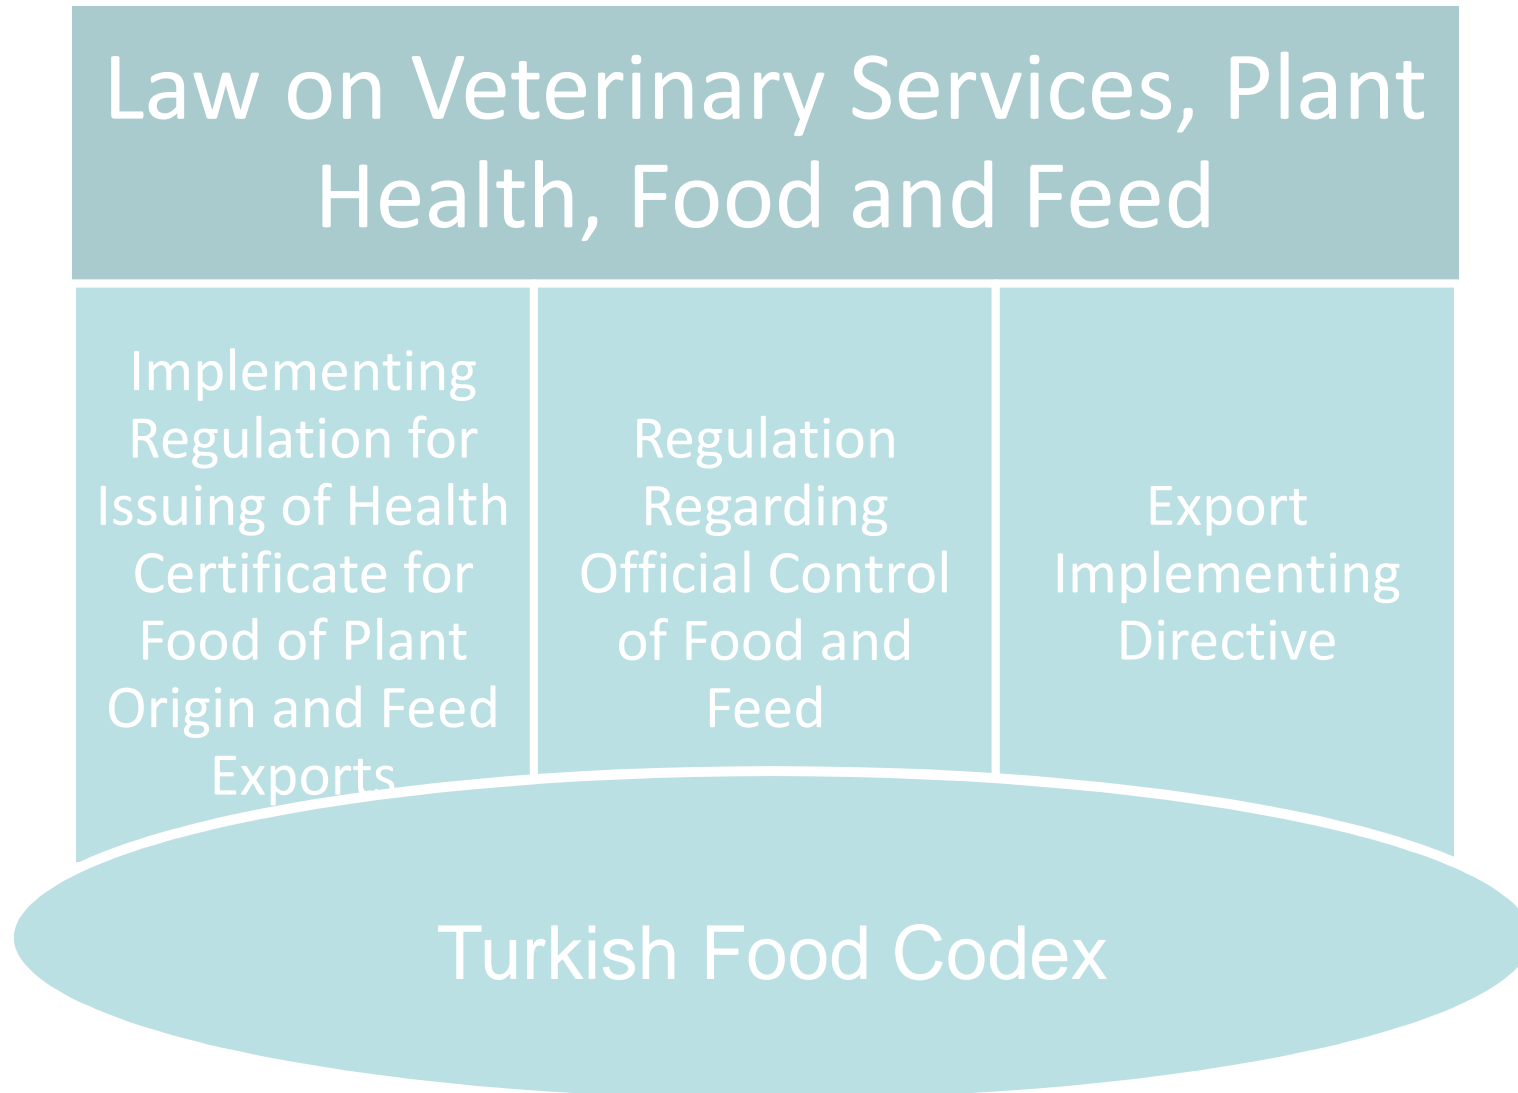 Law on Veterinary Services, Plant
Health, Food and Feed
Implementing
Regulation for
Issuing of Health
Certificate for
Food of Plant
Origin and Feed
Exports
Regulation
Regarding
Official Control
of Food and
Feed
Export
Implementing
Directive
Turkish Food Codex